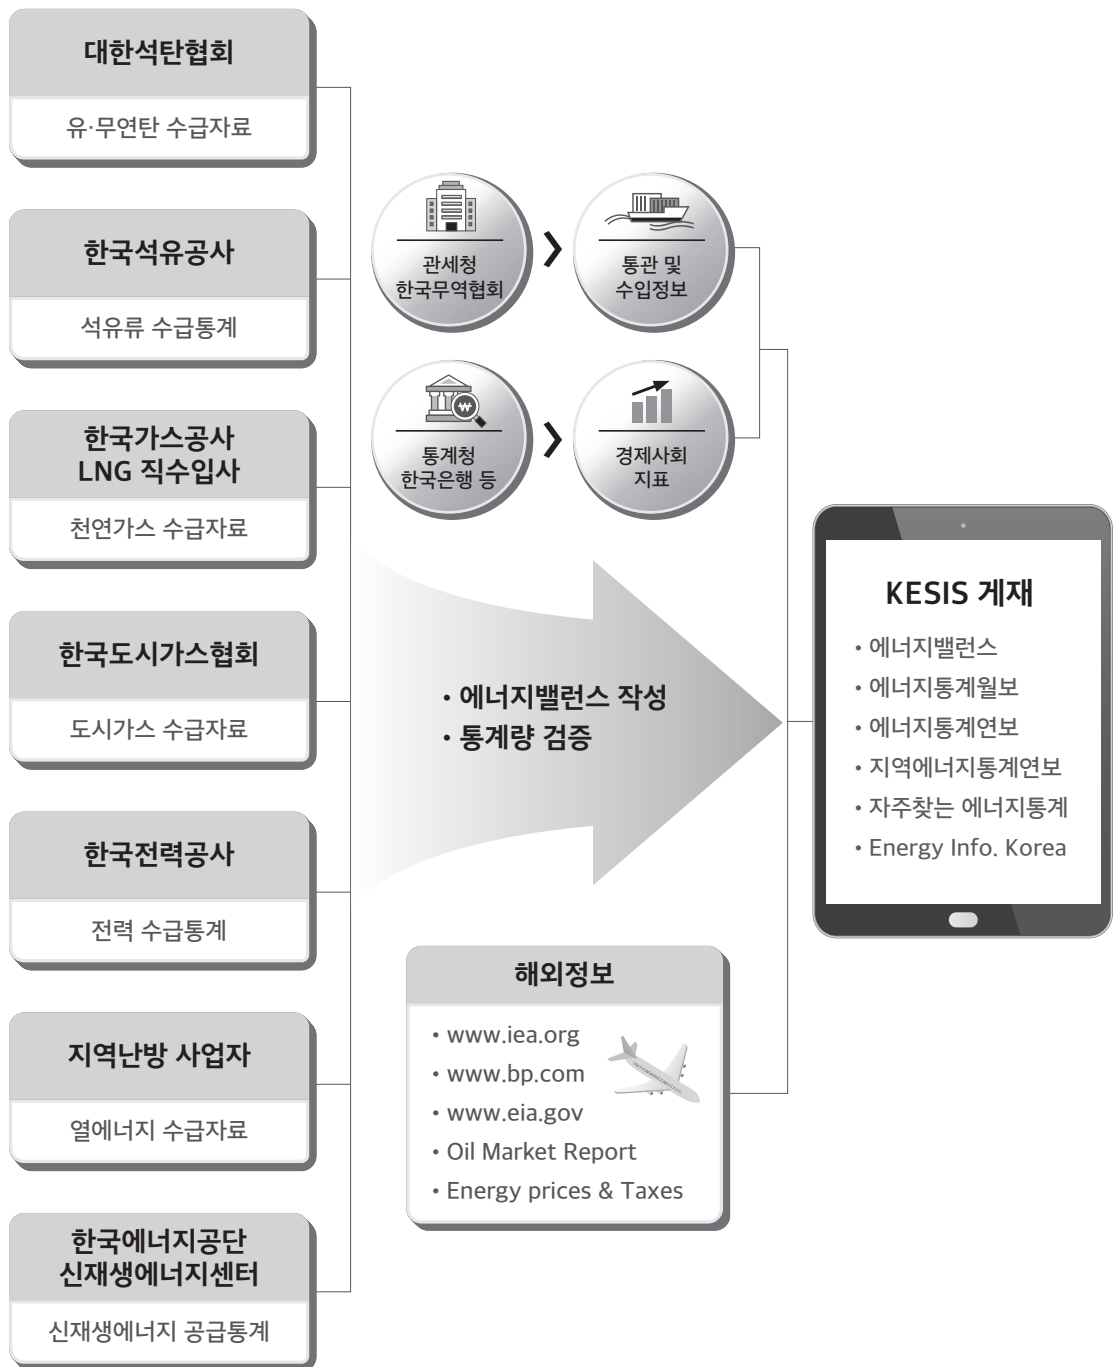 대한석탄협회
유·무연탄 수급자료
한국석유공사
석유류 수급통계
한국가스공사
LNG 직수입사
천연가스 수급자료
한국도시가스협회
도시가스 수급자료
한국전력공사
전력 수급통계
지역난방 사업자
열에너지 수급자료
한국에너지공단
신재생에너지센터
신재생에너지 공급통계
관세청
한국무역협회
통관 및
수입정보
통계청
한국은행 등
경제사회
지표
• 에너지밸런스 작성
• 통계량 검증
해외정보
• www.iea.org
• www.bp.com
• www.eia.gov
• Oil Market Report
• Energy prices & Taxes
KESIS 게재
• 에너지밸런스
• 에너지통계월보
• 에너지통계연보
• 지역에너지통계연보
• 자주찾는 에너지통계
• Energy Info. Korea